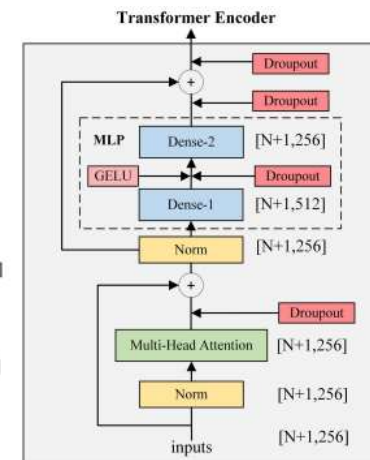 Transformer Encoder
Droupout
Droupout
MLP
Dense-2
[N+1,256]
GELU
Droupout
Dense-1
[N+1,512]
Norm
[N+1,256]
Droupout
Multi-Head Attention
[N+1,256]
Norm
[N+1,256]
inputs
[N+1,256]